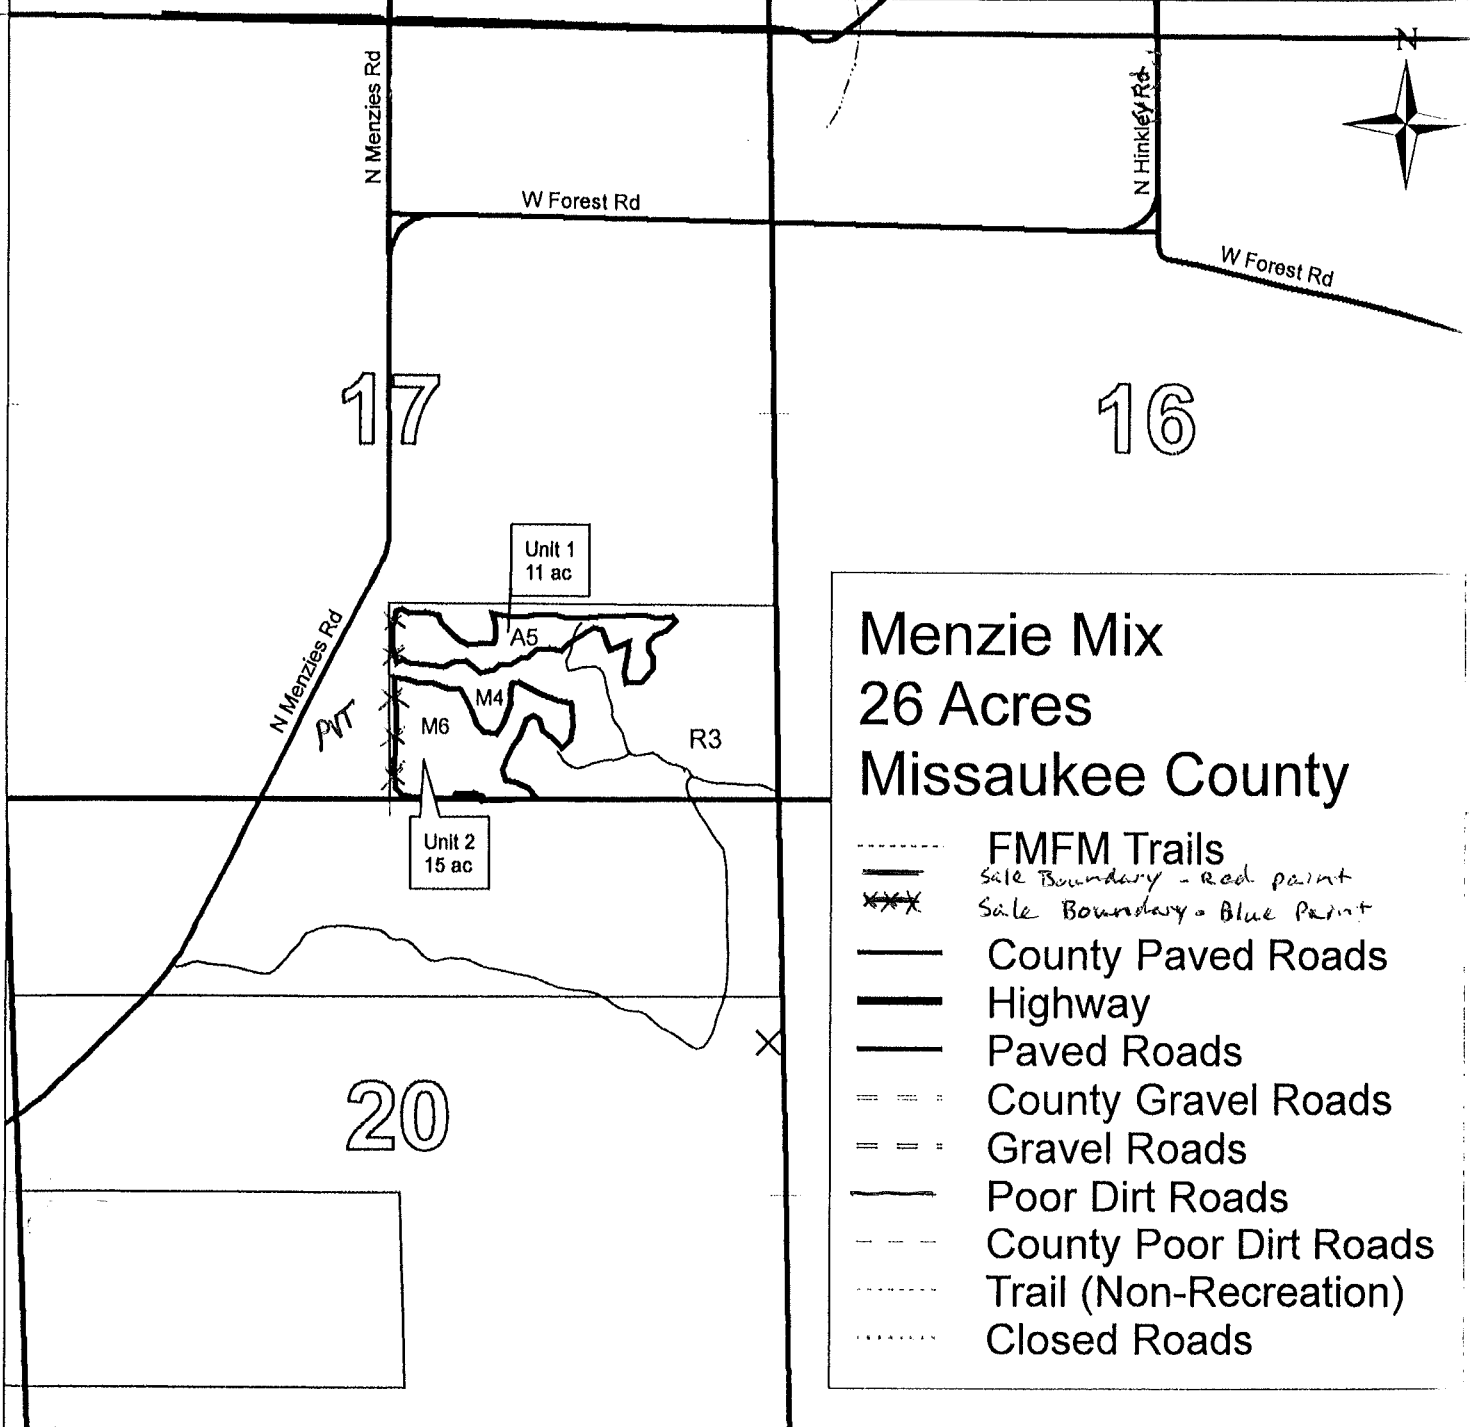 N
N Menzies Rd
N Hinkley Rd
W Forest Rd
W Forest Rd
17
16
Unit 1
11 ac
N Menzies Rd
PVT
A5
M4
M6
R3
Unit 2
15 ac
20
Menzie Mix
26 Acres
Missaukee County
FMFM Trails
Sale Boundary - Red paint
Sale Boundary - Blue Paint
County Paved Roads
Highway
Paved Roads
County Gravel Roads
Gravel Roads
Poor Dirt Roads
County Poor Dirt Roads
Trail (Non-Recreation)
Closed Roads